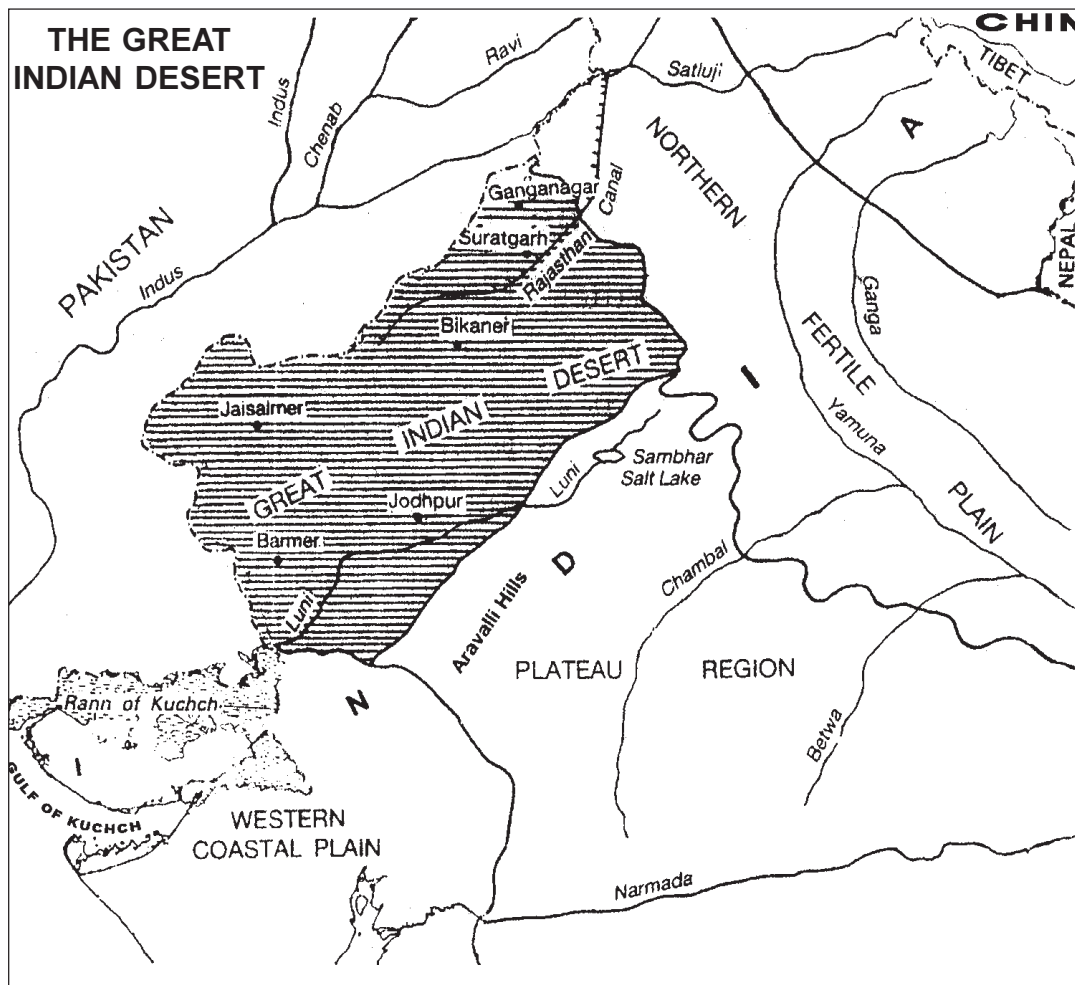 THE GREAT
INDIAN DESERT
CHIN
TIBET
Ravi
Satluji
Indus
Chenab
A
NORTHERN
Ganganagar
Canal
Suratgarh
Rajasthan
PAKISTAN
Indus
NEPAL
Ganga
Bikaner
FERTILE
DESERT
I
Jaisalmer
INDIAN
Yamuna
Luni
Sambhar
Salt Lake
GREAT
Jodhpur
PLAIN
Barmer
D
Chambal
Luni
Aravalli Hills
PLATEAU
REGION
Rann of Kuchch
N
Betwa
I
GULF OF KUCHCH
WESTERN
COASTAL PLAIN
Narmada